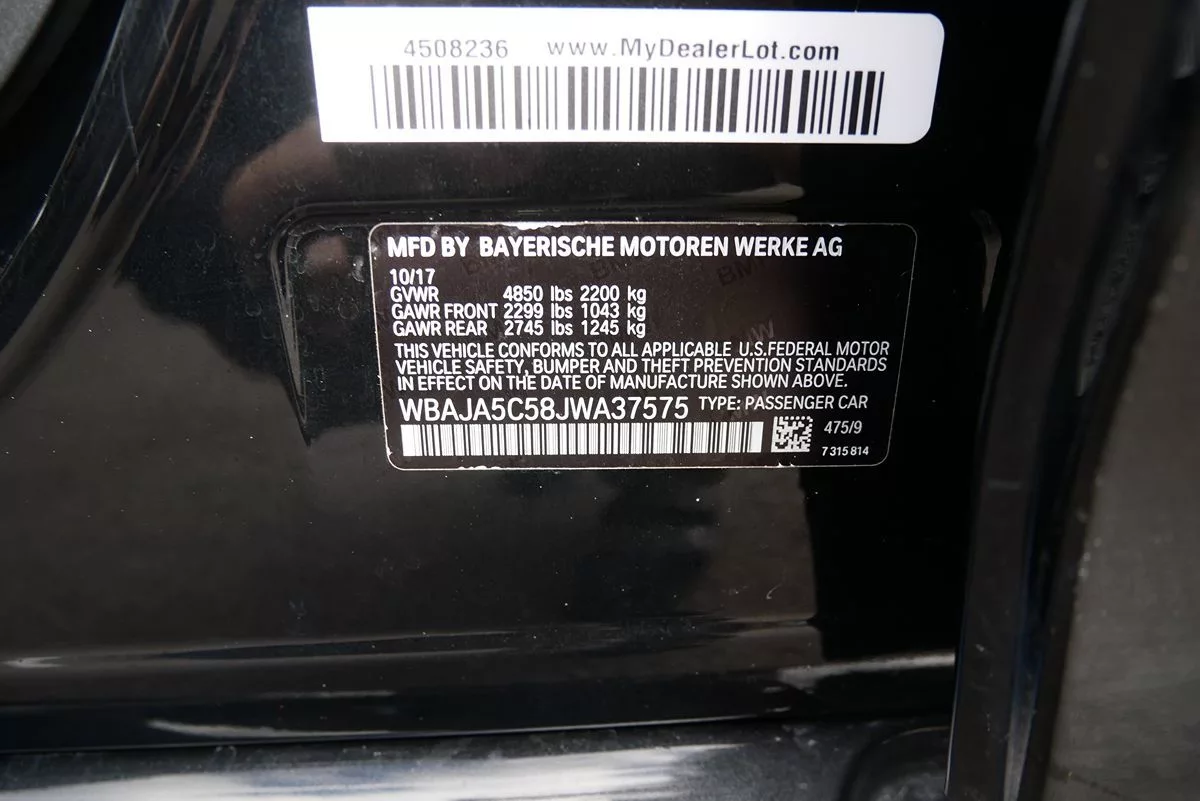 4508236 www.MyDealerLot.com
MFD BY BAYERISCHE MOTOREN WERKE AG
10/17
GVWR 4850 lbs 2200 kg
GAWR FRONT 2299 lbs 1043 kg
GAWR REAR 2745 lbs 1245 kg
THIS VEHICLE CONFORMS TO ALL APPLICABLE U.S.FEDERAL MOTOR
VEHICLE SAFETY, BUMPER AND THEFT PREVENTION STANDARDS
IN EFFECT ON THE DATE OF MANUFACTURE SHOWN ABOVE.
WBAJA5C58JWA37575 TYPE: PASSENGER CAR
475/9
7 315 814